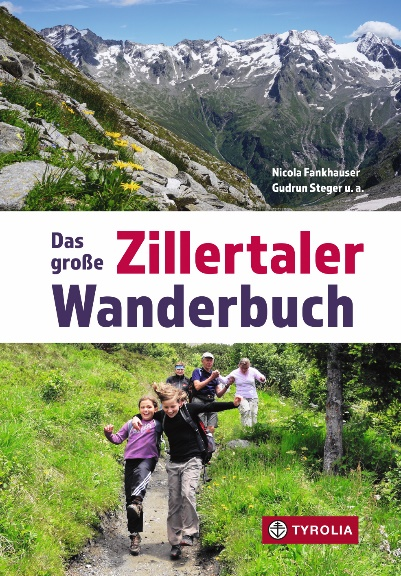 Nicola Fankhauser
Gudrun Steger u. a.
Das
große
Zillertaler
Wanderbuch
TYROLIA